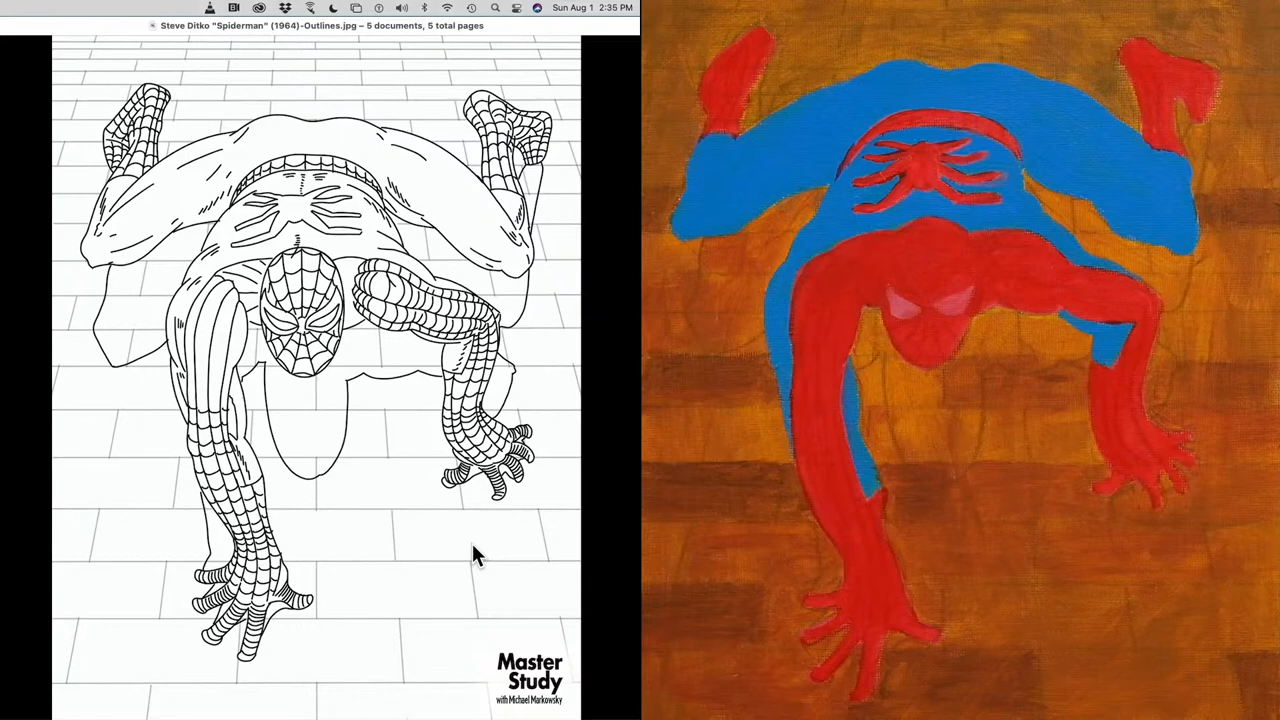 Sun Aug 1 2:35 PM
Steve Ditko "Spiderman" (1964)-Outlines.jpg – 5 documents, 5 total pages
Master
Study
with Michael Markowsky